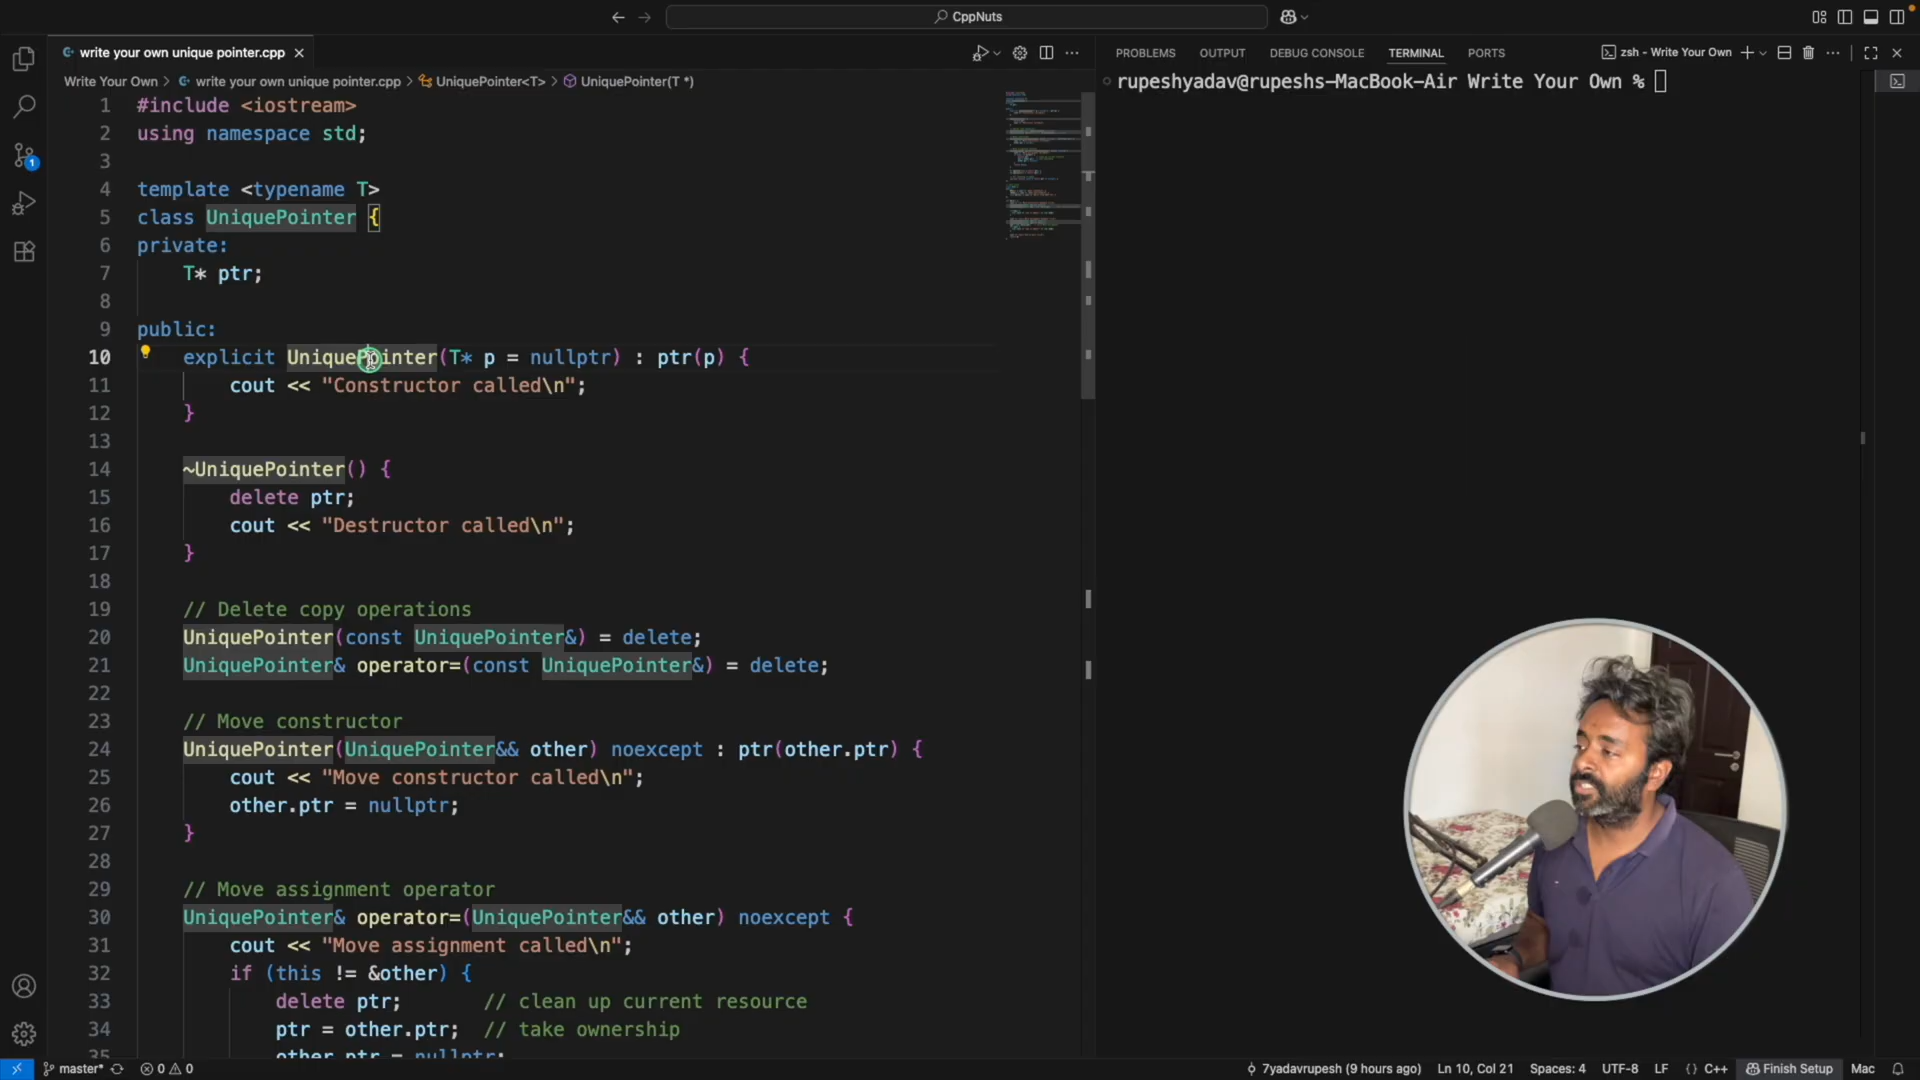 CppNuts
write your own unique pointer.cpp
PROBLEMS OUTPUT DEBUG CONSOLE TERMINAL PORTS
zsh - Write Your Own
Write Your Own > write your own unique pointer.cpp > UniquePointer<T> > UniquePointer(T *)
rupeshyadav@rupeshs-MacBook-Air Write Your Own %
1 #include <iostream>
2 using namespace std;
3
4 template <typename T>
5 class UniquePointer {
6 private:
7 T* ptr;
8
9 public:
10 explicit UniquePointer(T* p = nullptr) : ptr(p) {
11 cout << "Constructor called\n";
12 }
13
14 ~UniquePointer() {
15 delete ptr;
16 cout << "Destructor called\n";
17 }
18
19 // Delete copy operations
20 UniquePointer(const UniquePointer&) = delete;
21 UniquePointer& operator=(const UniquePointer&) = delete;
22
23 // Move constructor
24 UniquePointer(UniquePointer&& other) noexcept : ptr(other.ptr) {
25 cout << "Move constructor called\n";
26 other.ptr = nullptr;
27 }
28
29 // Move assignment operator
30 UniquePointer& operator=(UniquePointer&& other) noexcept {
31 cout << "Move assignment called\n";
32 if (this != &other) {
33 delete ptr; // clean up current resource
34 ptr = other.ptr; // take ownership
35 other.ptr = nullptr;
1
master* 0 0 7yadavrupesh (9 hours ago) Ln 10, Col 21 Spaces: 4 UTF-8 LF {} C++ Finish Setup Mac